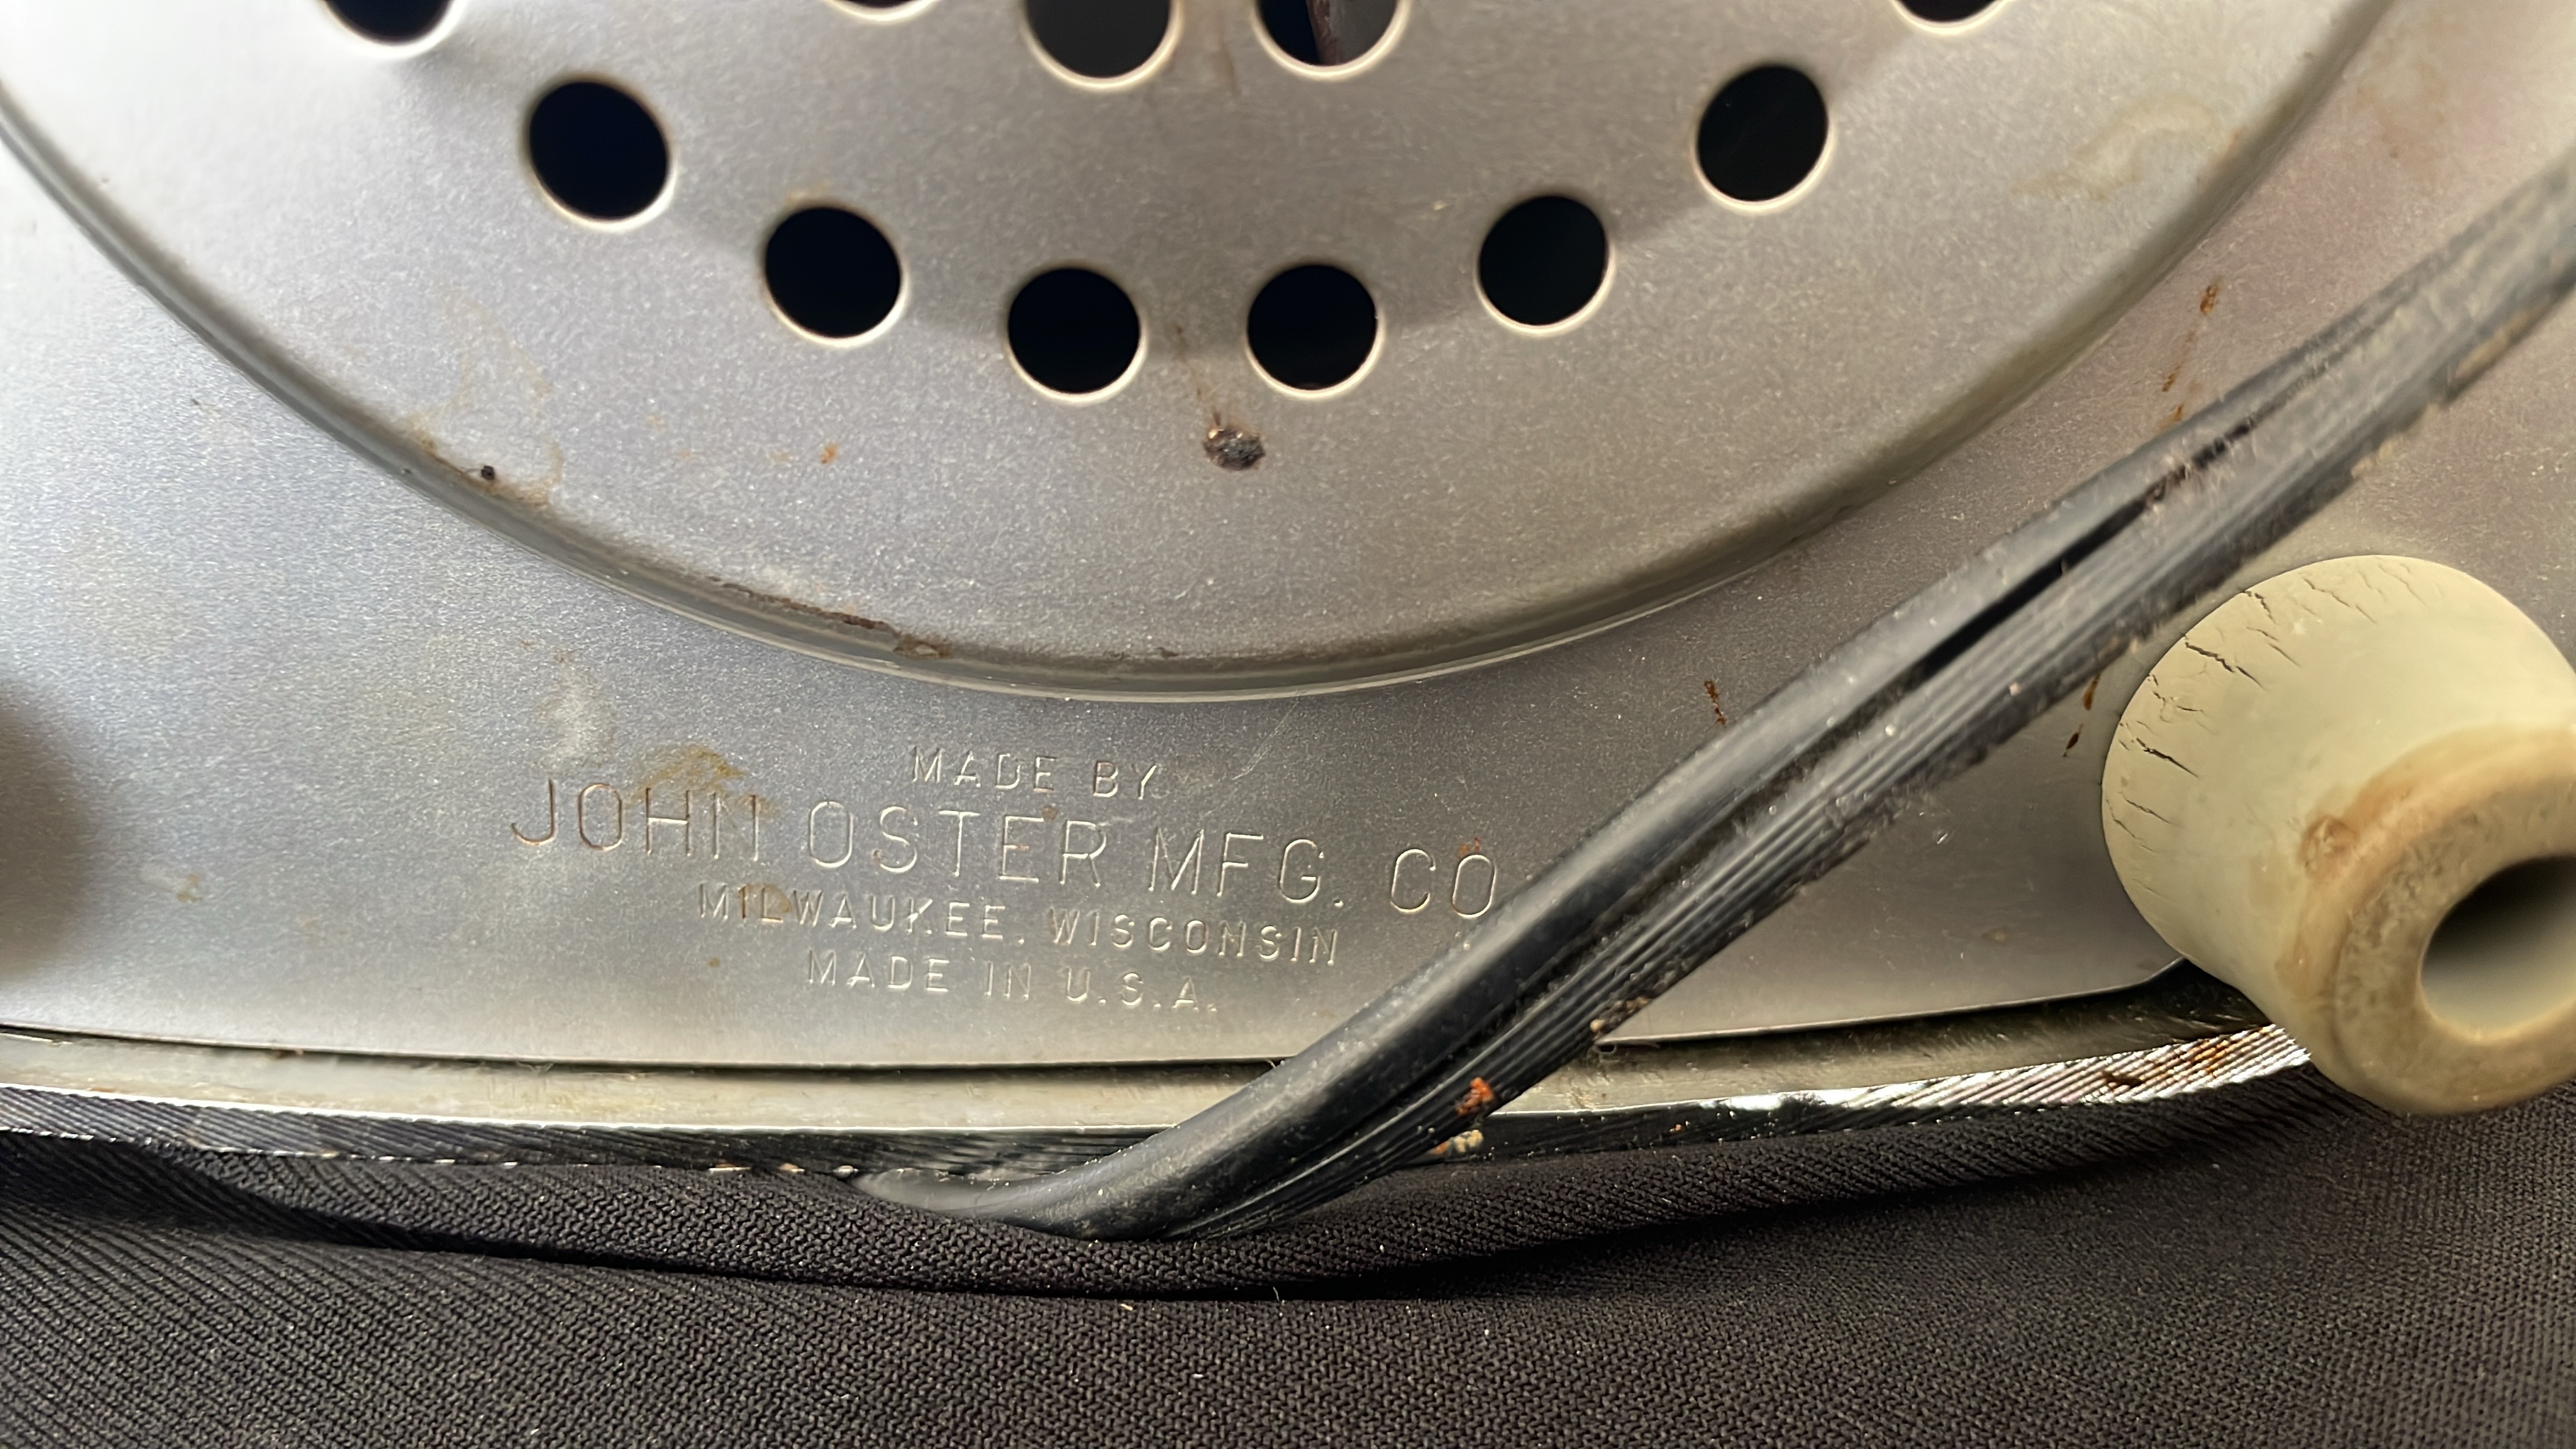 MADE BY
JOHN OSTER MFG. CO
MILWAUKEE, WISCONSIN
MADE IN U.S.A.